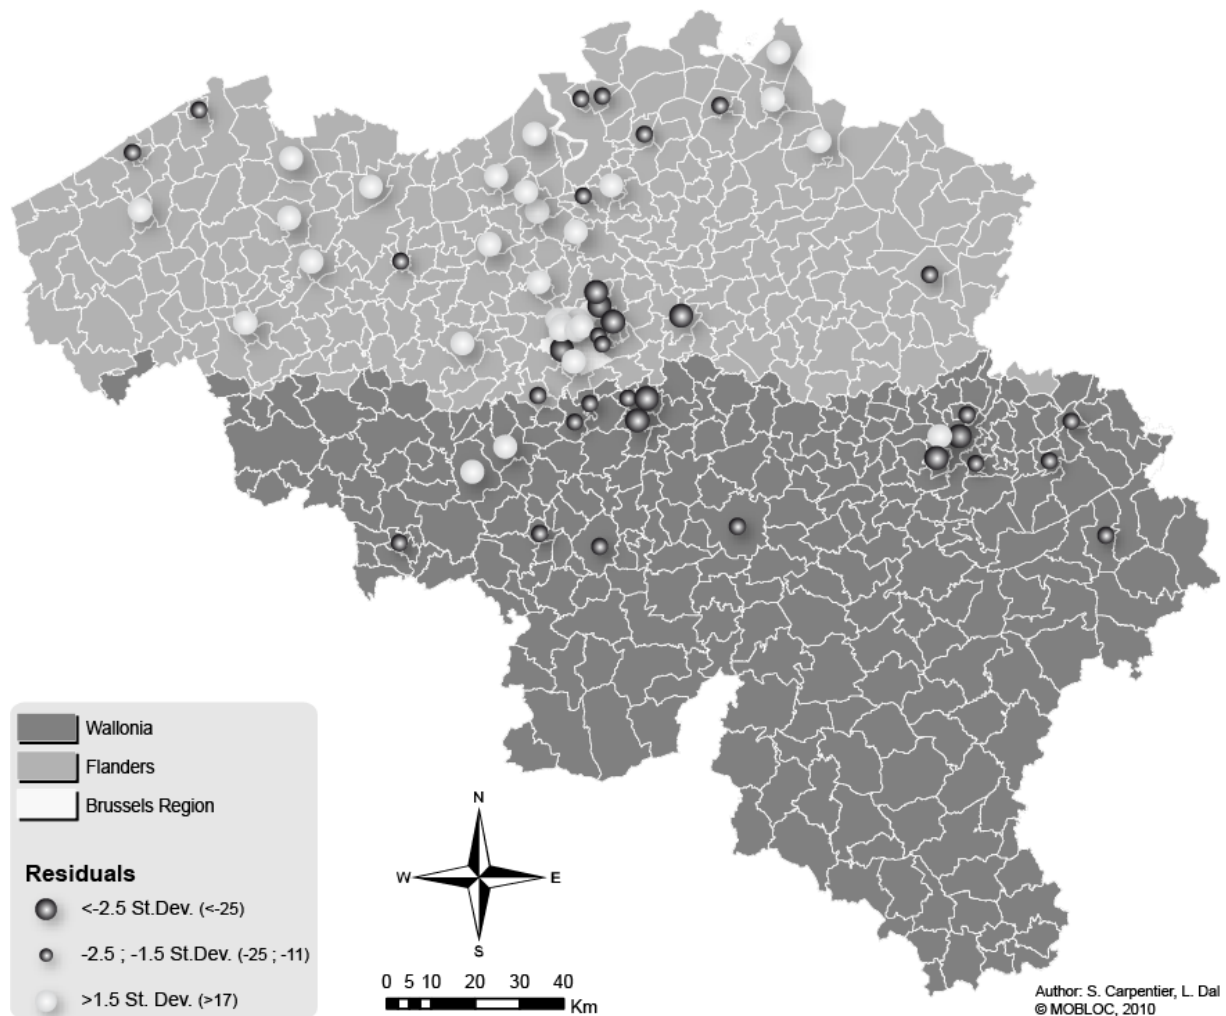 Wallonia
Flanders
Brussels Region
Residuals
<-2.5 St.Dev. (<-25)
-2.5 ; -1.5 St.Dev. (-25 ; -11)
>1.5 St. Dev. (>17)
N
W E
S
0 5 10 20 30 40
Km
Author: S. Carpentier, L. Dal
© MOBLOC, 2010